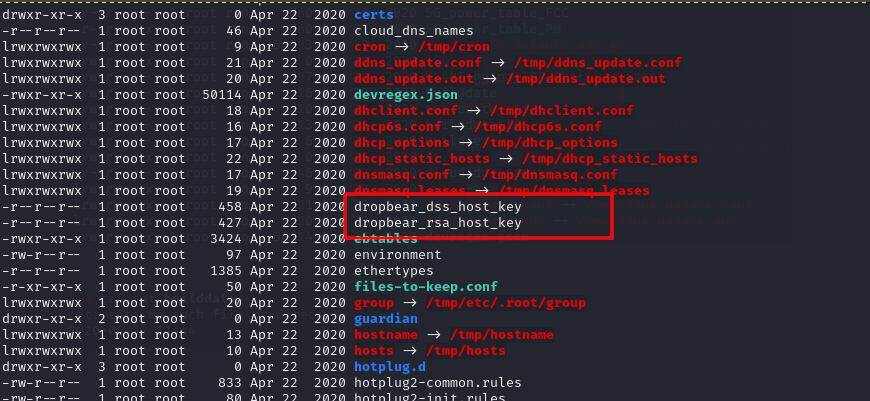 drwxr-xr-x 3 root root 0 Apr 22 2020 certs
-r--r--r-- 1 root root 46 Apr 22 2020 cloud_dns_names
lrwxrwxrwx 1 root root 9 Apr 22 2020 cron -> /tmp/cron
lrwxrwxrwx 1 root root 21 Apr 22 2020 ddns_update.conf -> /tmp/ddns_update.conf
lrwxrwxrwx 1 root root 20 Apr 22 2020 ddns_update.out -> /tmp/ddns_update.out
-rwxr-xr-x 1 root root 50114 Apr 22 2020 devregex.json
lrwxrwxrwx 1 root root 18 Apr 22 2020 dhclient.conf -> /tmp/dhclient.conf
lrwxrwxrwx 1 root root 16 Apr 22 2020 dhcp6s.conf -> /tmp/dhcp6s.conf
lrwxrwxrwx 1 root root 17 Apr 22 2020 dhcp_options -> /tmp/dhcp_options
lrwxrwxrwx 1 root root 22 Apr 22 2020 dhcp_static_hosts -> /tmp/dhcp_static_hosts
lrwxrwxrwx 1 root root 17 Apr 22 2020 dnsmasq.conf -> /tmp/dnsmasq.conf
lrwxrwxrwx 1 root root 19 Apr 22 2020 dnsmasq.leases -> /tmp/dnsmasq.leases
-r--r--r-- 1 root root 458 Apr 22 2020 dropbear_dss_host_key
-r--r--r-- 1 root root 427 Apr 22 2020 dropbear_rsa_host_key
-rwxr-xr-x 1 root root 3424 Apr 22 2020 ebtables
-rw-r--r-- 1 root root 97 Apr 22 2020 environment
-r--r--r-- 1 root root 1385 Apr 22 2020 ethertypes
-r-xr-xr-x 1 root root 50 Apr 22 2020 files-to-keep.conf
lrwxrwxrwx 1 root root 20 Apr 22 2020 group -> /tmp/etc/.root/group
drwxr-xr-x 1 root root 0 Apr 22 2020 guardian
lrwxrwxrwx 1 root root 13 Apr 22 2020 hostname -> /tmp/hostname
lrwxrwxrwx 1 root root 10 Apr 22 2020 hosts -> /tmp/hosts
drwxr-xr-x 3 root root 0 Apr 22 2020 hotplug.d
-rw-r--r-- 1 root root 833 Apr 22 2020 hotplug2-common.rules
-rw-r--r-- 1 root root 80 Apr 22 2020 hotplug2-init.rules